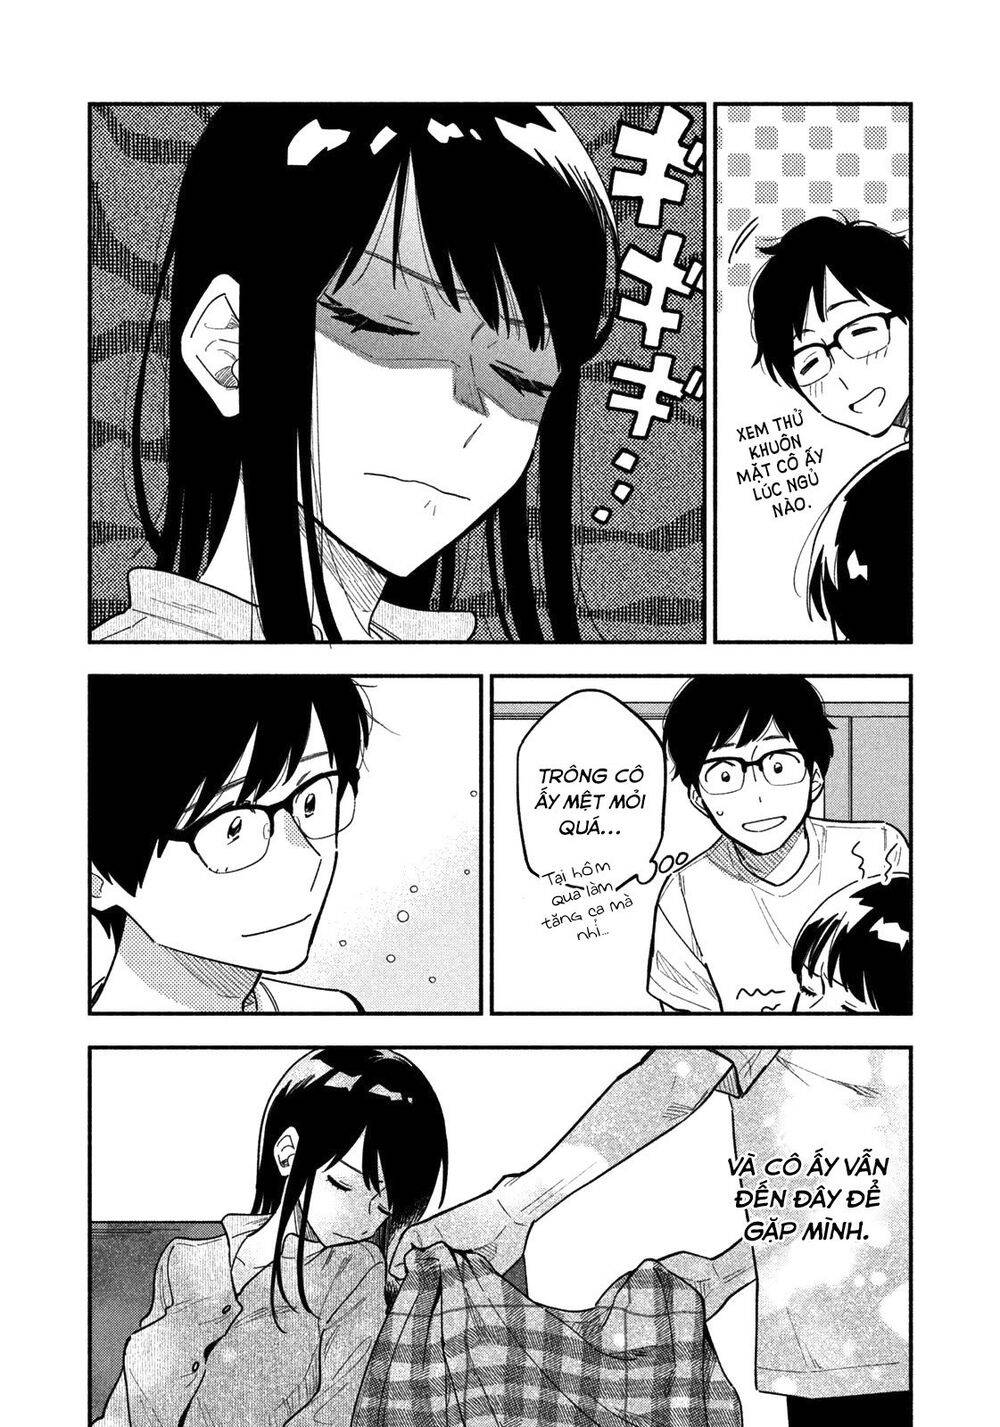 XEM THỬ
KHUÔN
MẶT CÔ ẤY
LÚC NGỦ
NÀO.
ギギギ...
TRÔNG CÔ
ẤY MỆT MỎI
QUÁ...
Tại hôm
qua làm
tăng ca mà
nhỉ...
VÀ CÔ ẤY VẪN
ĐẾN ĐÂY ĐỂ
GẶP MÌNH.